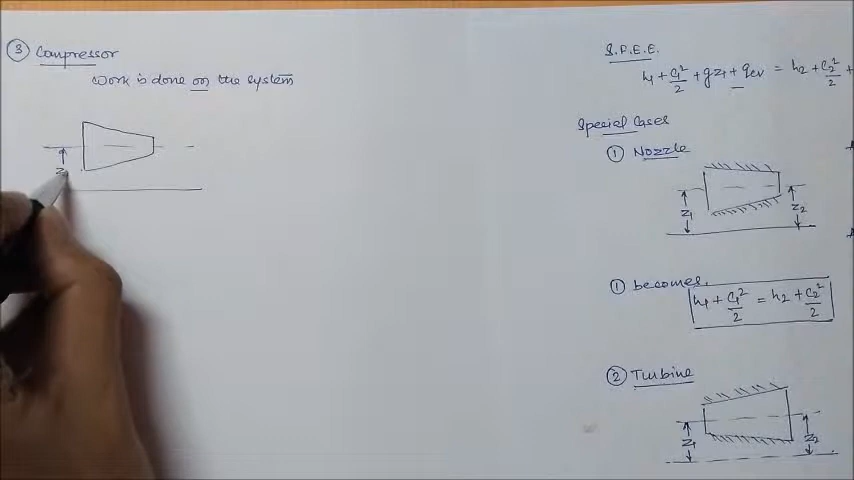 ③ Compressor
Work is done on the system
Z
S.F.E.E.
h1 + C1²/2 + gz1 + qcv = h2 + C2²/2 +
Special Cases
① Nozzle
Z1 Z2
① becomes.
h1 + C1²/2 = h2 + C2²/2
② Turbine
Z1 Z2